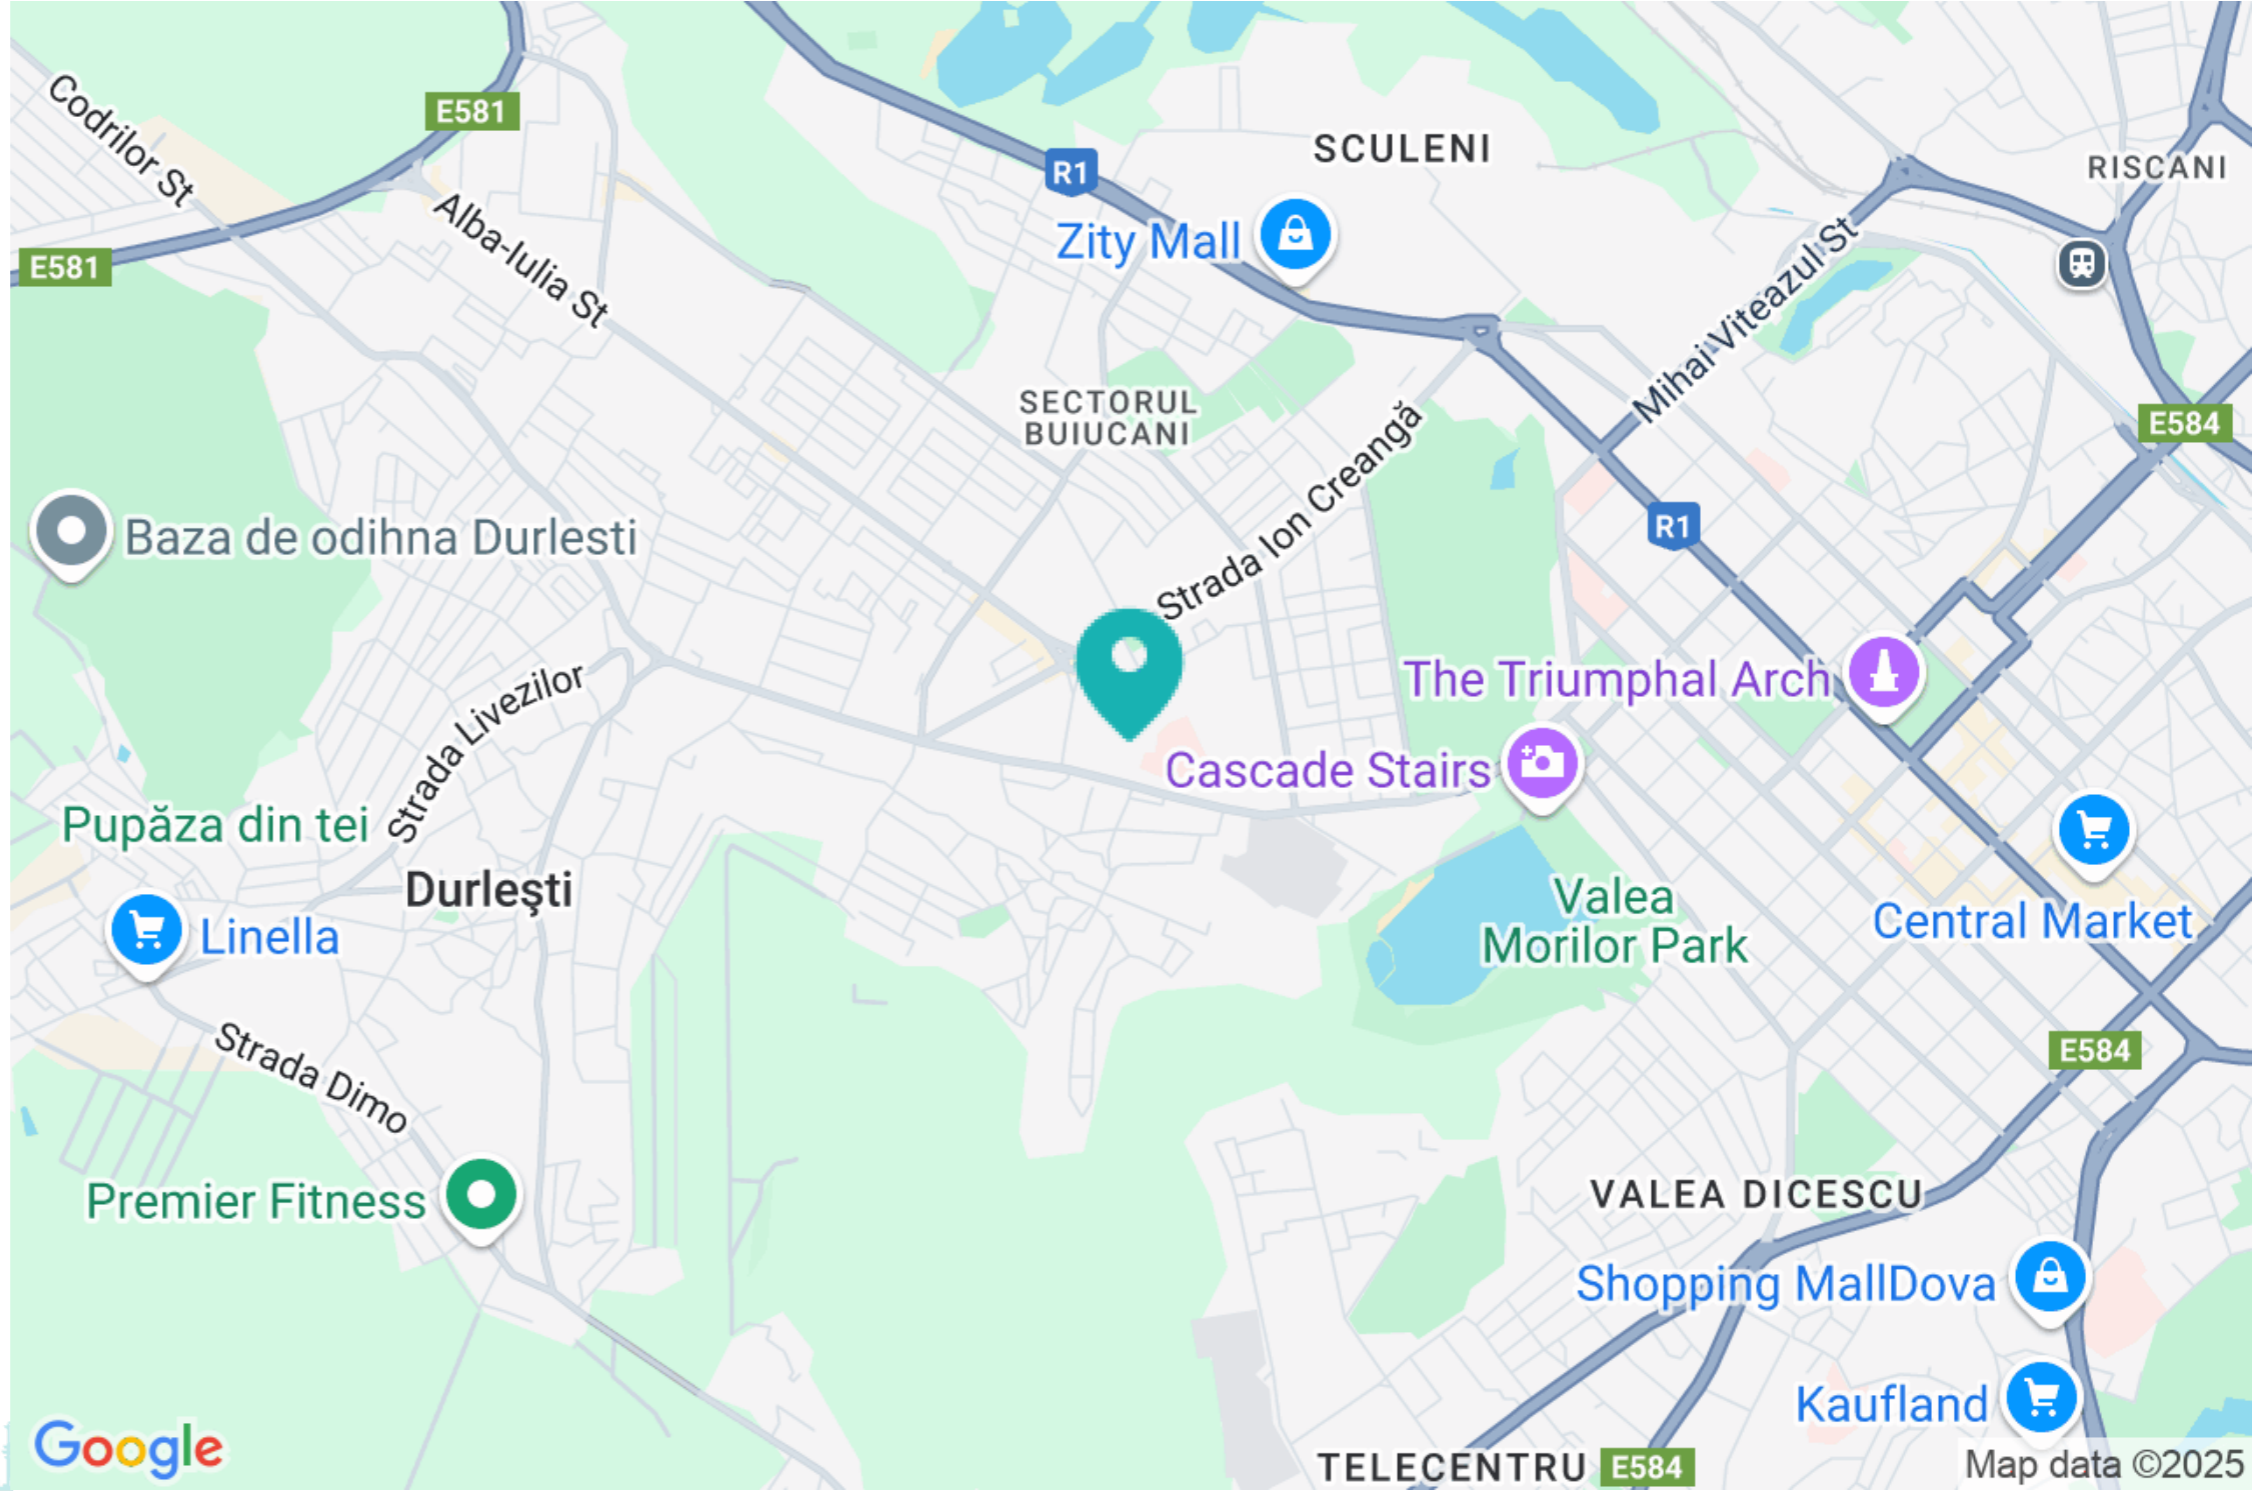 Codrilor St
E581
Alba-Iulia St
E581
R1
SCULENI
RISCANI
Zity Mall
Mihai Viteazul St
SECTORUL
BUIUCANI
Strada Ion Creangă
E584
R1
Baza de odihna Durlesti
The Triumphal Arch
Strada Livezilor
Cascade Stairs
Pupăza din tei
Durleşti
Linella
Valea
Morilor Park
Central Market
Strada Dimo
E584
Premier Fitness
VALEA DICESCU
Shopping MallDova
Kaufland
Google
TELECENTRU
E584
Map data ©2025